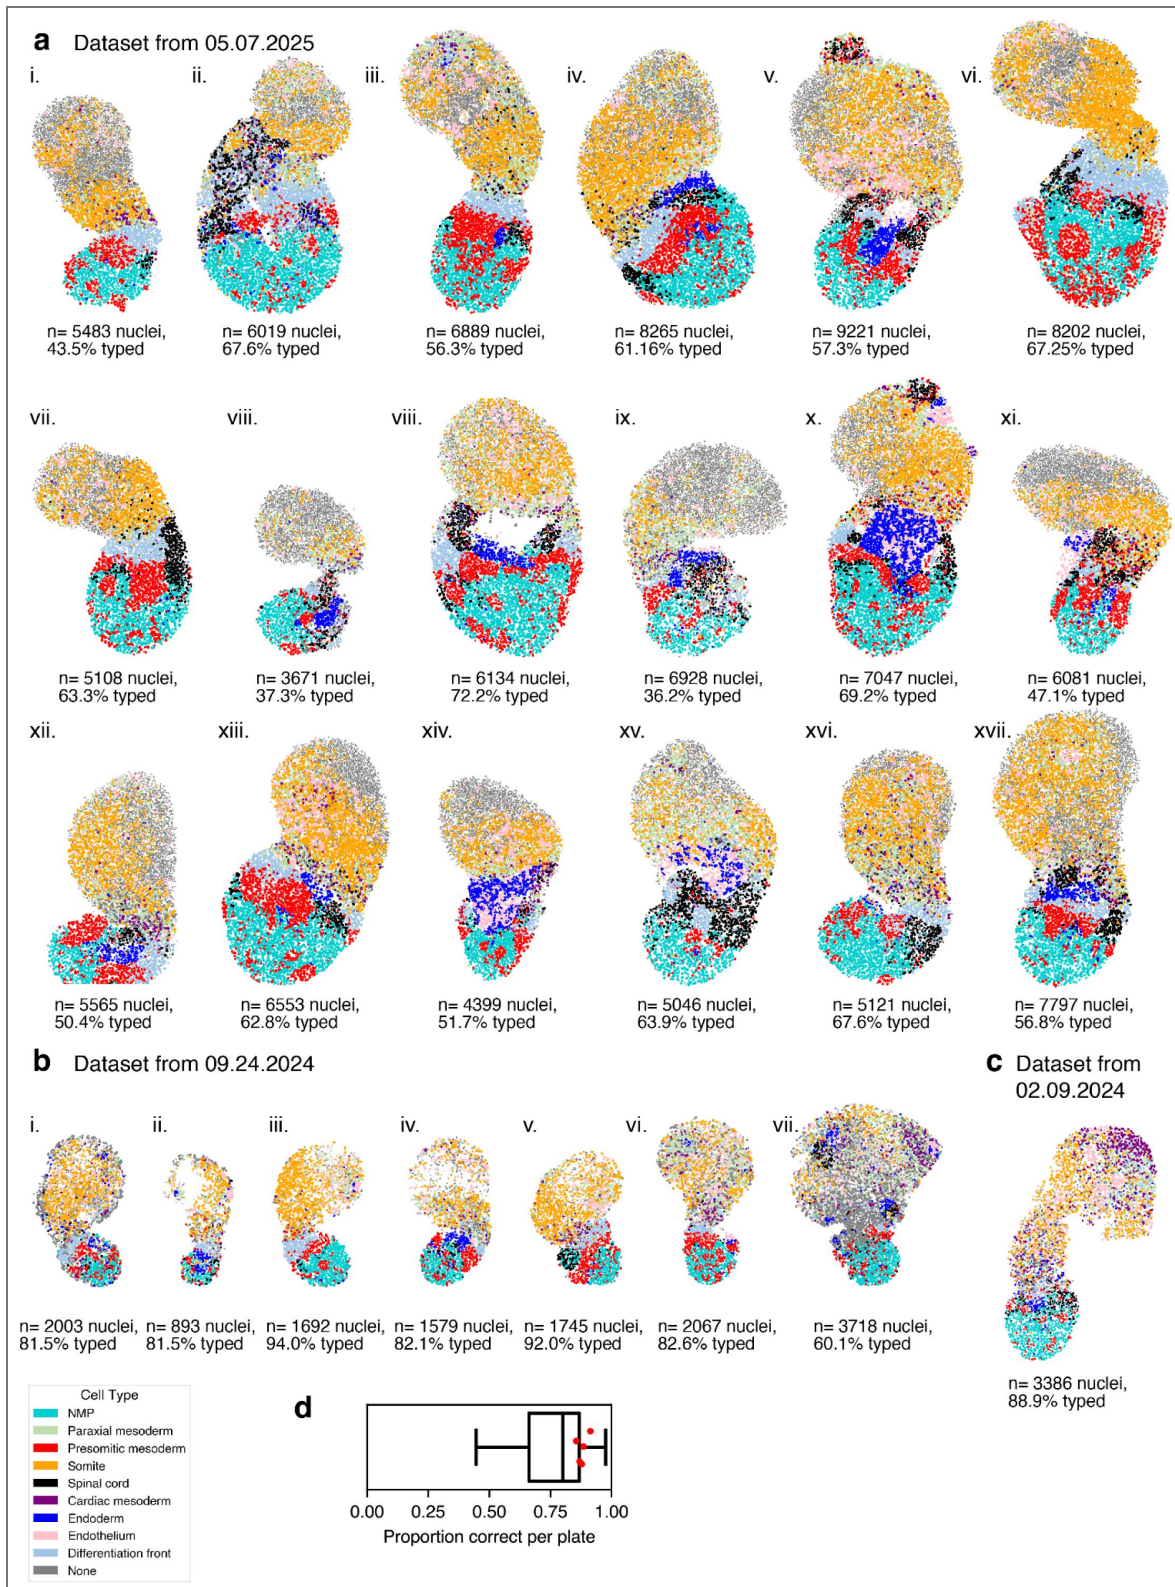 a Dataset from 05.07.2025
i. ii. iii. iv. v. vi.
n= 5483 nuclei,
43.5% typed
n= 6019 nuclei,
67.6% typed
n= 6889 nuclei,
56.3% typed
n= 8265 nuclei,
61.16% typed
n= 9221 nuclei,
57.3% typed
n= 8202 nuclei,
67.25% typed
vii. viii. viii. ix. x. xi.
n= 5108 nuclei,
63.3% typed
n= 3671 nuclei,
37.3% typed
n= 6134 nuclei,
72.2% typed
n= 6928 nuclei,
36.2% typed
n= 7047 nuclei,
69.2% typed
n= 6081 nuclei,
47.1% typed
xii. xiii. xiv. xv. xvi. xvii.
n= 5565 nuclei,
50.4% typed
n= 6553 nuclei,
62.8% typed
n= 4399 nuclei,
51.7% typed
n= 5046 nuclei,
63.9% typed
n= 5121 nuclei,
67.6% typed
n= 7797 nuclei,
56.8% typed
b Dataset from 09.24.2024
i. ii. iii. iv. v. vi. vii.
n= 2003 nuclei,
81.5% typed
n= 893 nuclei,
81.5% typed
n= 1692 nuclei,
94.0% typed
n= 1579 nuclei,
82.1% typed
n= 1745 nuclei,
92.0% typed
n= 2067 nuclei,
82.6% typed
n= 3718 nuclei,
60.1% typed
c Dataset from
02.09.2024
n= 3386 nuclei,
88.9% typed
Cell Type
NMP
Paraxial mesoderm
Presomitic mesoderm
Somite
Spinal cord
Cardiac mesoderm
Endoderm
Endothelium
Differentiation front
None
d
0.00 0.25 0.50 0.75 1.00
Proportion correct per plate